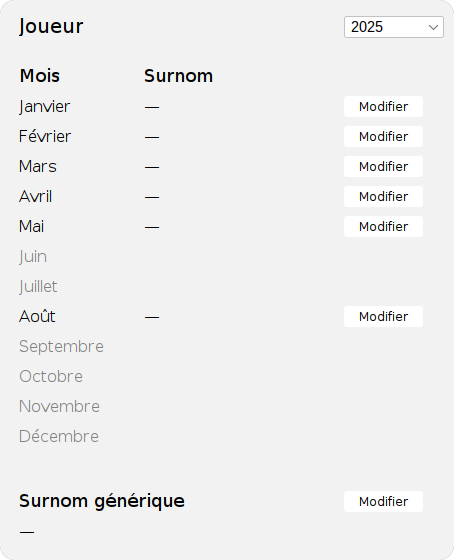 Joueur 2025
Mois Surnom
Janvier — Modifier
Février — Modifier
Mars — Modifier
Avril — Modifier
Mai — Modifier
Juin
Juillet
Août — Modifier
Septembre
Octobre
Novembre
Décembre
Surnom générique Modifier
—